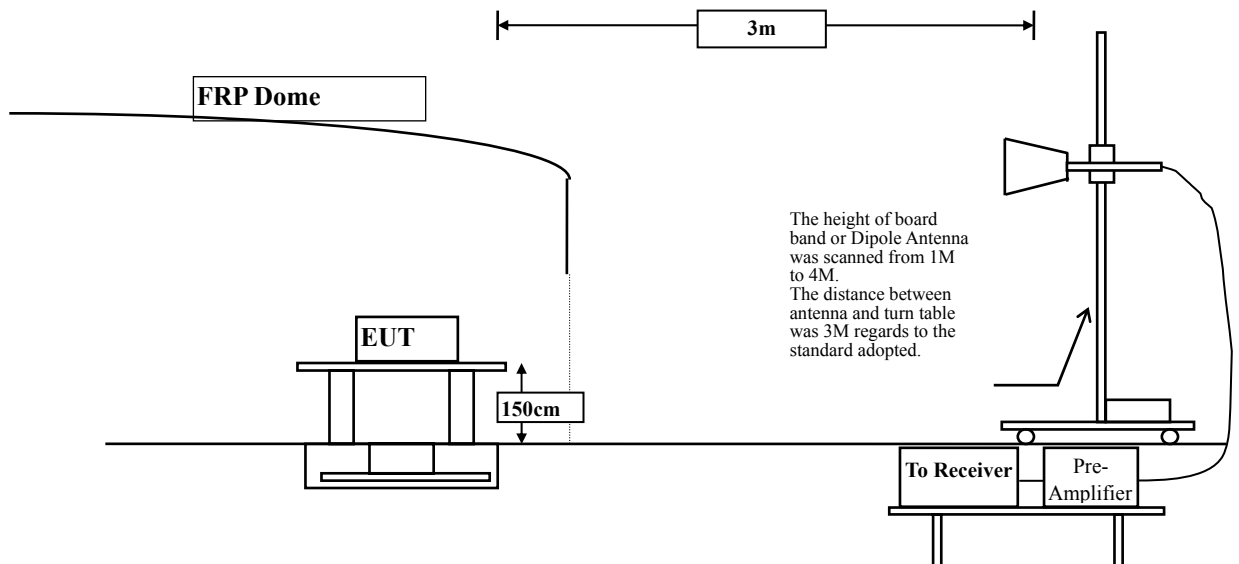 3m
FRP Dome
The height of board
band or Dipole Antenna
was scanned from 1M
to 4M.
The distance between
antenna and turn table
was 3M regards to the
standard adopted.
EUT
150cm
To Receiver
Pre-
Amplifier